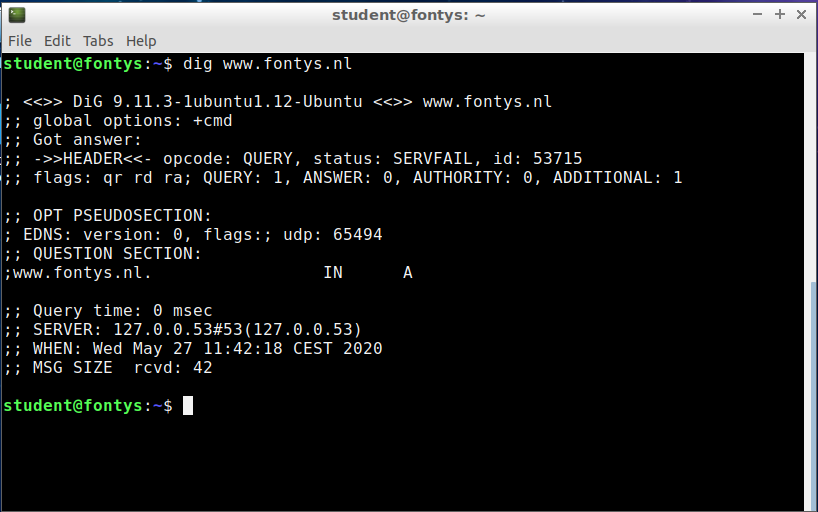 student@fontys: ~
File Edit Tabs Help
student@fontys:~$ dig www.fontys.nl
; <<>> DiG 9.11.3-1ubuntu1.12-Ubuntu <<>> www.fontys.nl
;; global options: +cmd
;; Got answer:
;; ->>HEADER<<- opcode: QUERY, status: SERVFAIL, id: 53715
;; flags: qr rd ra; QUERY: 1, ANSWER: 0, AUTHORITY: 0, ADDITIONAL: 1
;; OPT PSEUDOSECTION:
; EDNS: version: 0, flags:; udp: 65494
;; QUESTION SECTION:
;www.fontys.nl. IN A
;; Query time: 0 msec
;; SERVER: 127.0.0.53#53(127.0.0.53)
;; WHEN: Wed May 27 11:42:18 CEST 2020
;; MSG SIZE rcvd: 42
student@fontys:~$